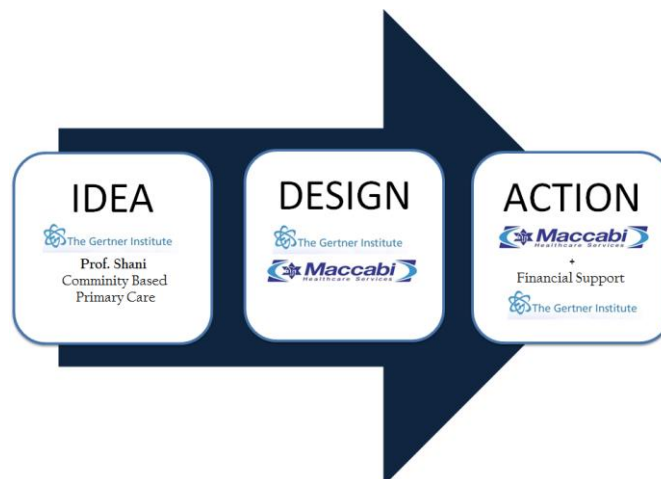 IDEA
The Gertner Institute
Prof. Shani
Comminity Based
Primary Care
DESIGN
The Gertner Institute
Maccabi
Healthcare Services
ACTION
Maccabi
Healthcare Services
+
Financial Support
The Gertner Institute